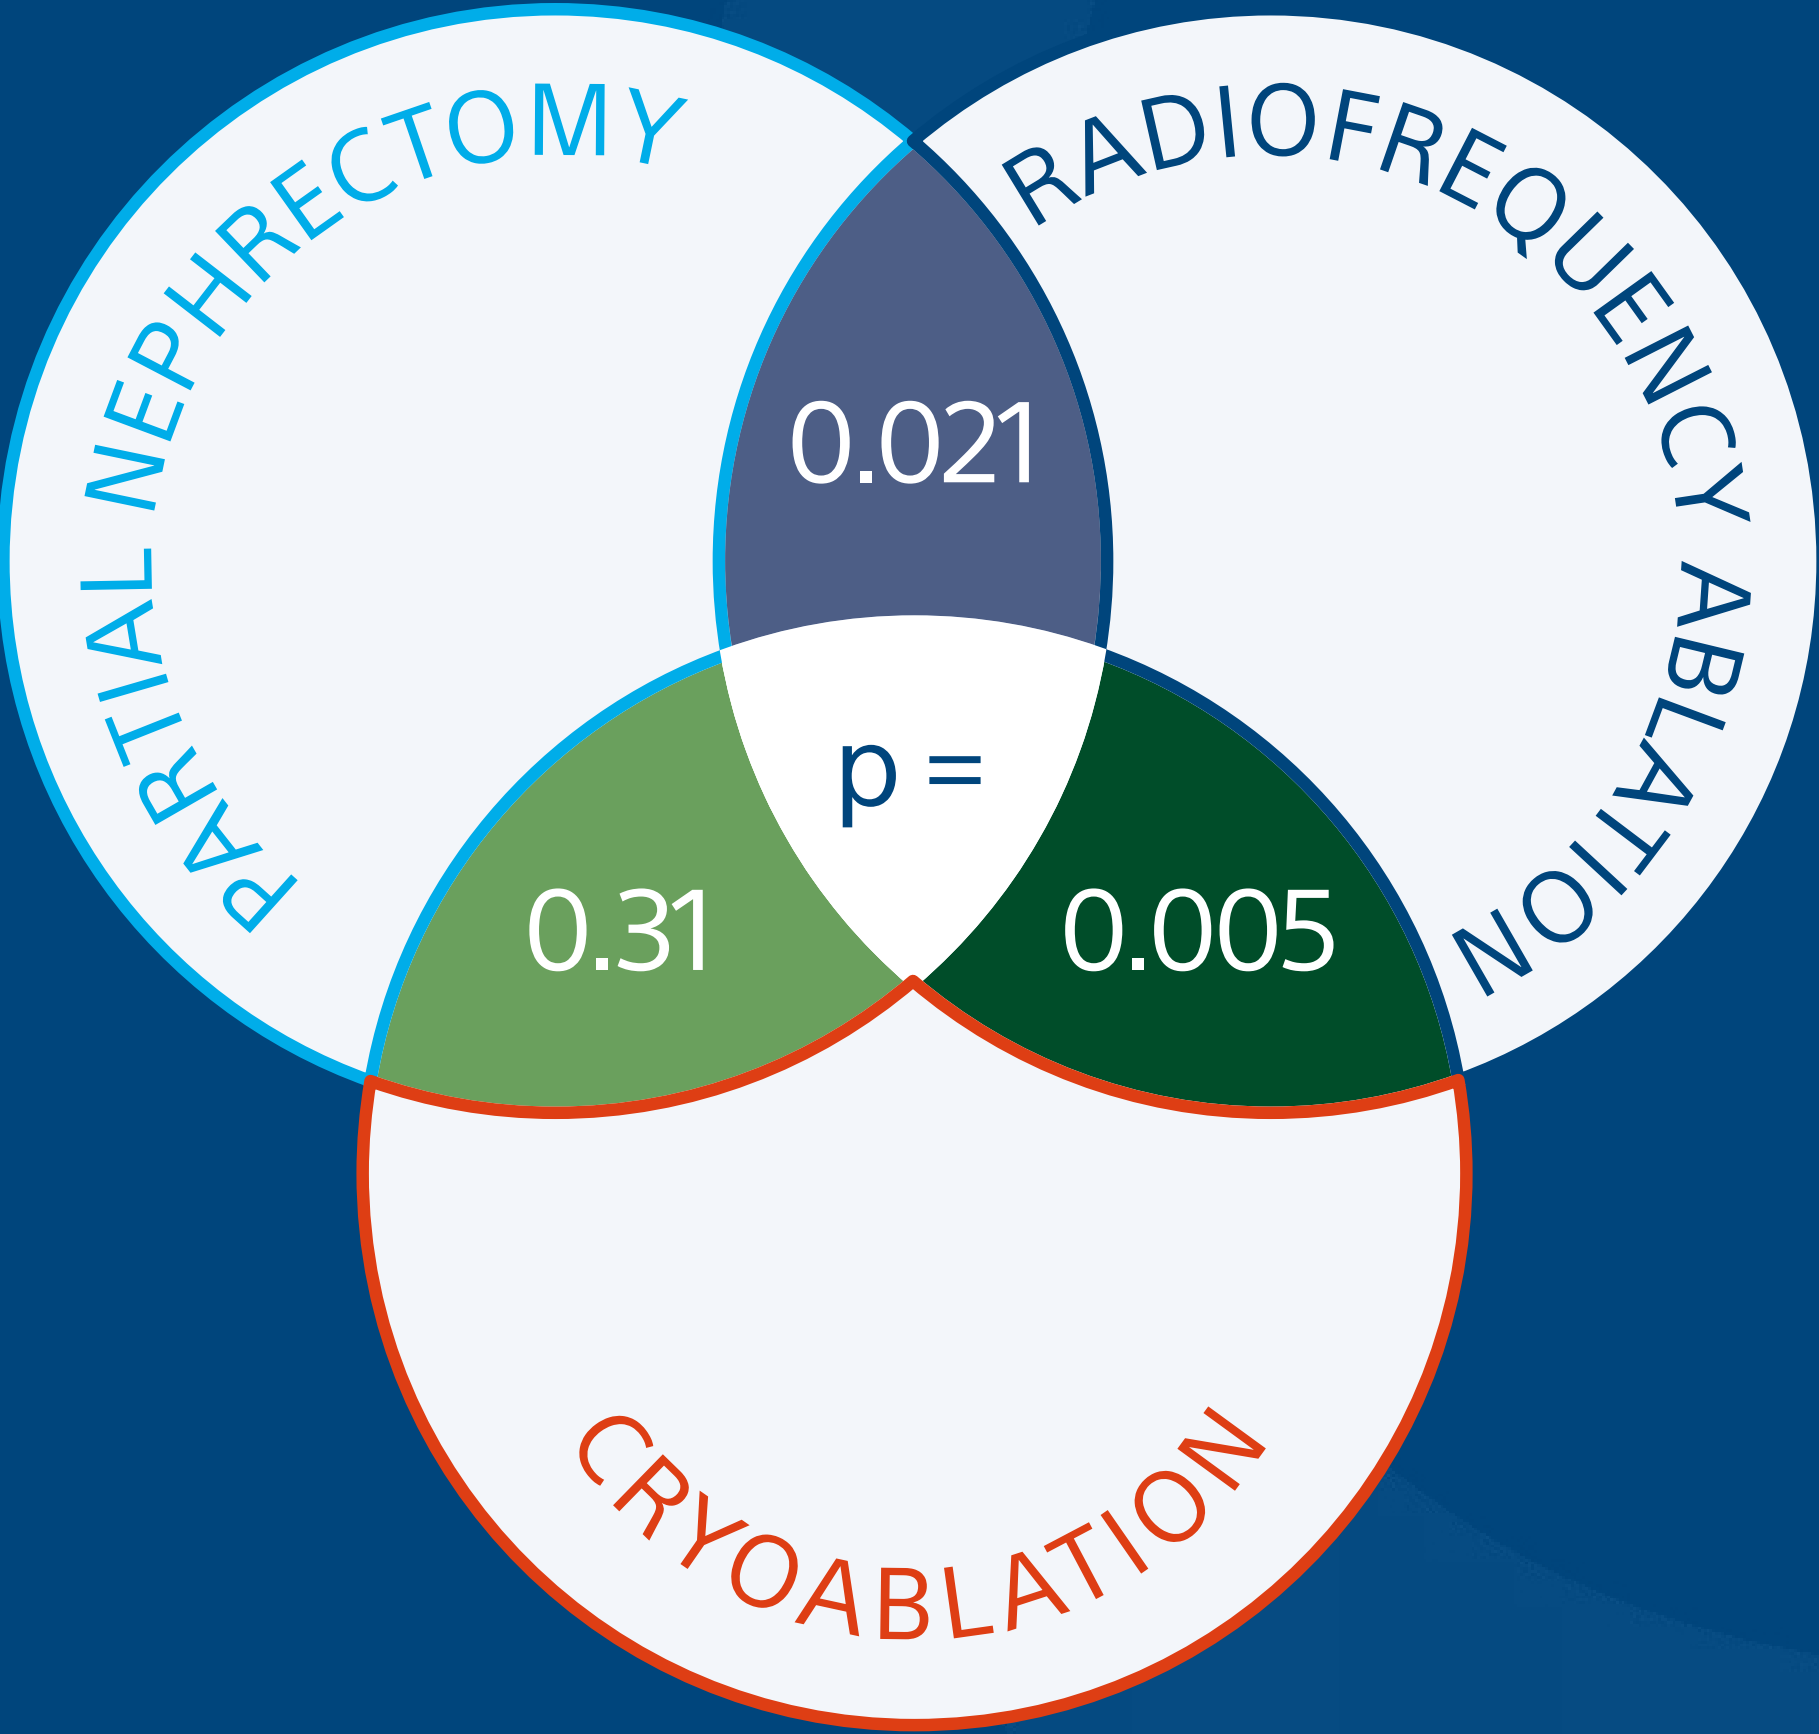 PARTIAL NEPHRECTOMY
RADIOFREQUENCY ABLATION
0.021
p =
0.31
0.005
CRYOABLATION